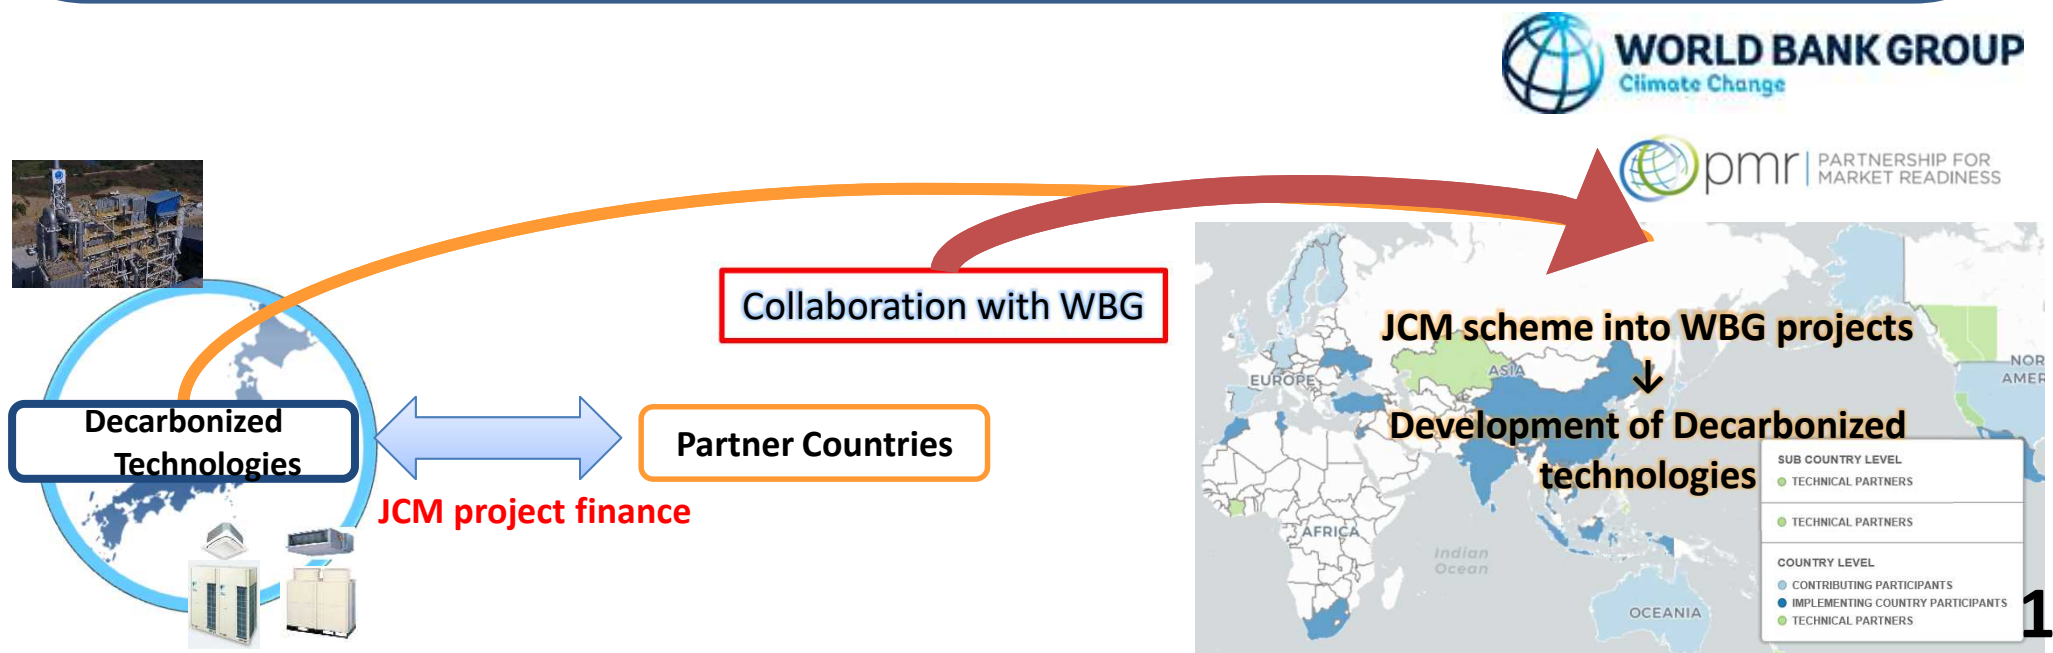 WORLD BANK GROUP
Climate Change
pmr
PARTNERSHIP FOR
MARKET READINESS
Collaboration with WBG
JCM scheme into WBG projects
↓
Development of Decarbonized
technologies
Decarbonized
Technologies
Partner Countries
JCM project finance
EUROPE
ASIA
AFRICA
Indian
Ocean
OCEANIA
NOR
AMER
SUB COUNTRY LEVEL
TECHNICAL PARTNERS
TECHNICAL PARTNERS
COUNTRY LEVEL
CONTRIBUTING PARTICIPANTS
IMPLEMENTING COUNTRY PARTICIPANTS
TECHNICAL PARTNERS
1